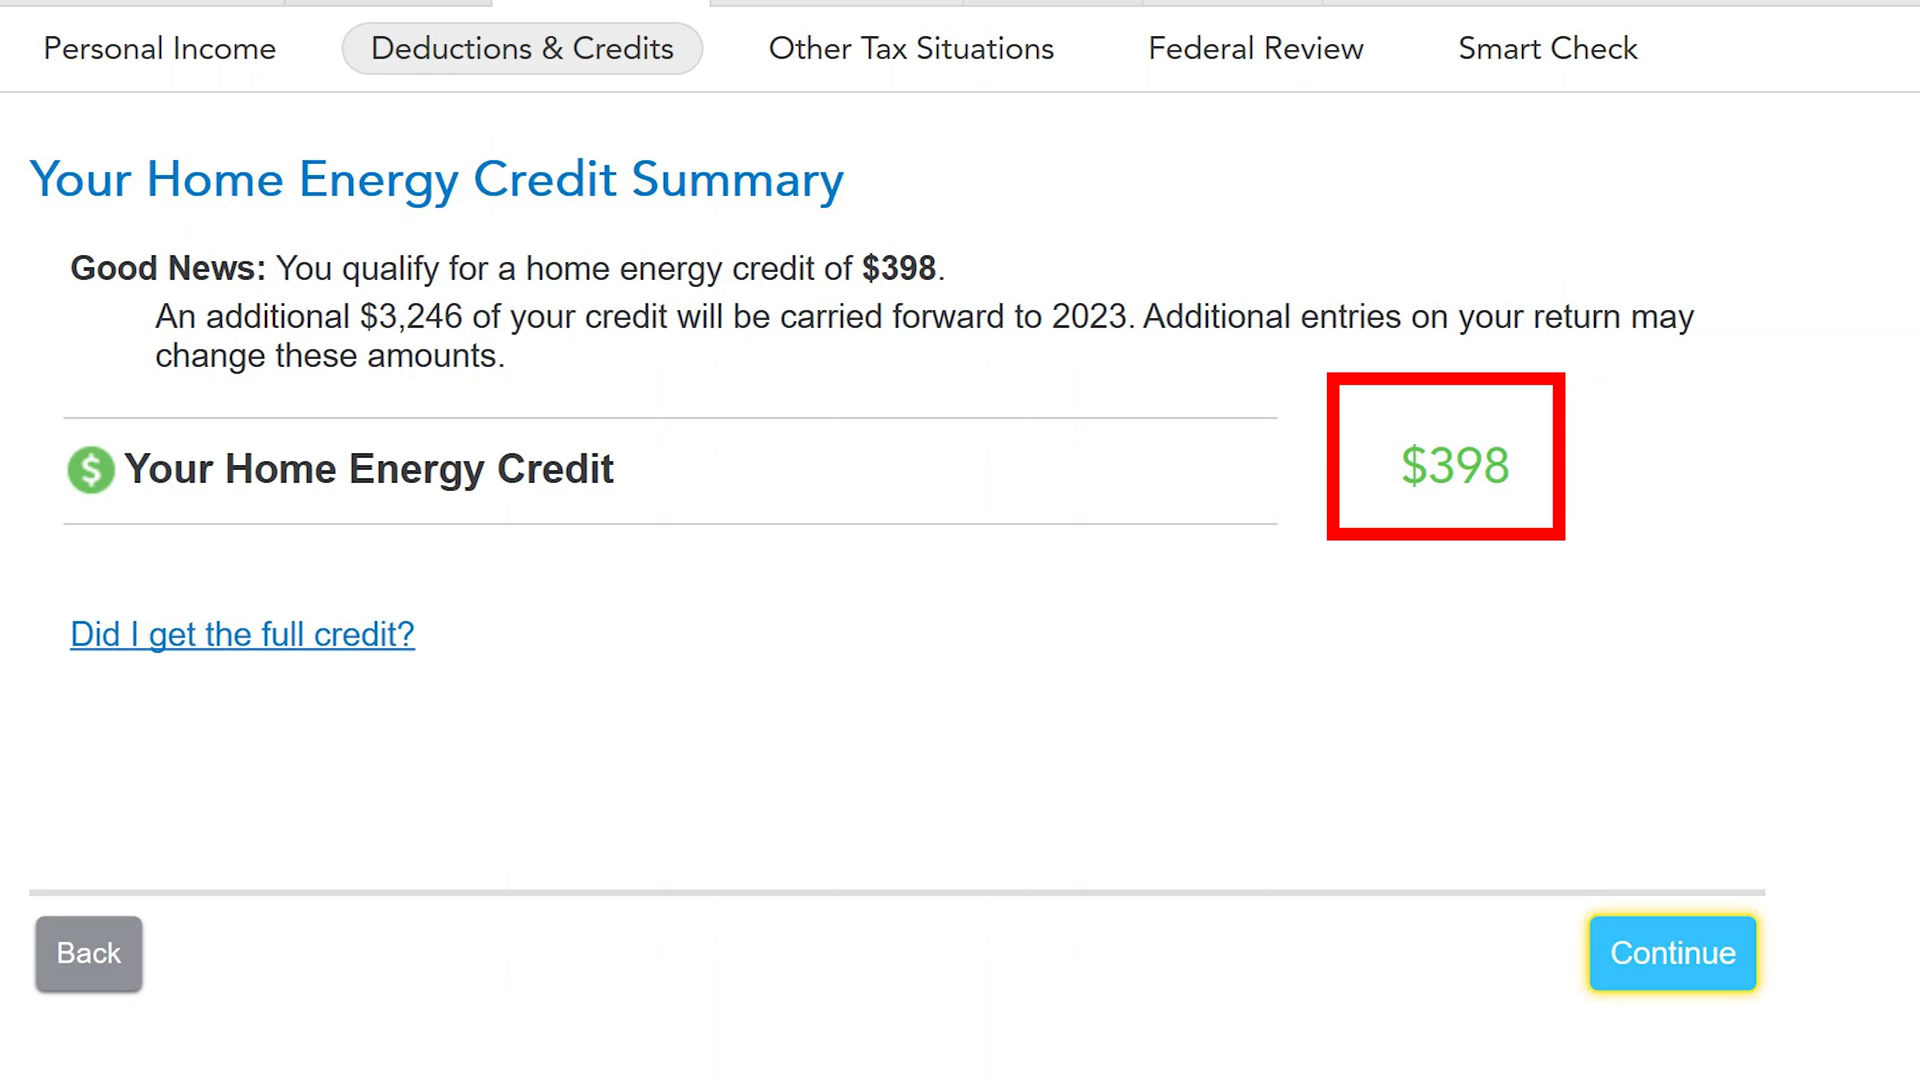 Personal Income Deductions & Credits Other Tax Situations Federal Review Smart Check
Your Home Energy Credit Summary
Good News: You qualify for a home energy credit of $398.
An additional $3,246 of your credit will be carried forward to 2023. Additional entries on your return may
change these amounts.
$ Your Home Energy Credit $398
Did I get the full credit?
Back Continue